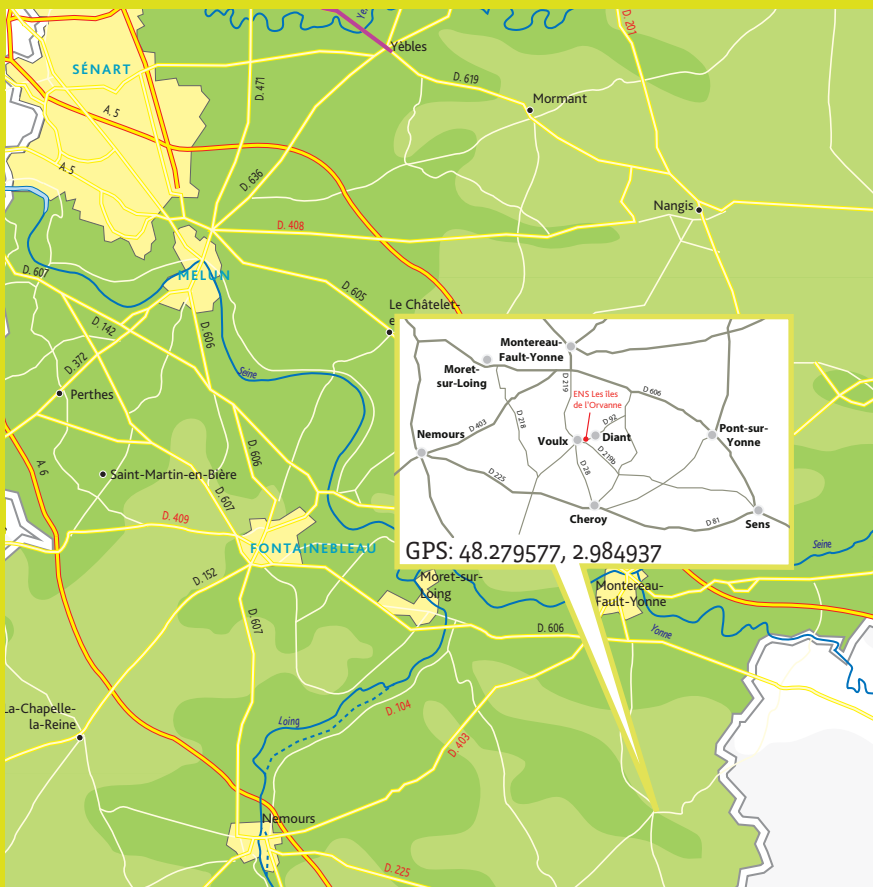 Ye
D. 201
Yèbles
SÉNART
D. 471
D. 619
Mormant
A. 5
A. 5
D. 636
Nangis
D. 408
D. 607
MELUN
D. 605
Le Châtelet-
e
D. 142
D. 606
D. 372
Seine
Perthes
Montereau-
Fault-Yonne
Moret-
sur-Loing
D 219
D 606
ENS Les îles
de l'Orvanne
D 218
D 92
D 403
Nemours
Voulx
Diant
Pont-sur-
Yonne
D 219b
D 28
D 225
Cheroy
D 81
Sens
GPS: 48.279577, 2.984937
D. 606
A. 6
Saint-Martin-en-Bière
D. 607
D. 409
FONTAINEBLEAU
Seine
D. 152
Moret-sur-
Loing
Montereau-
Fault-Yonne
D. 607
D. 606
Yonne
La-Chapelle-
la-Reine
D. 104
Loing
D. 403
Nemours
D. 225